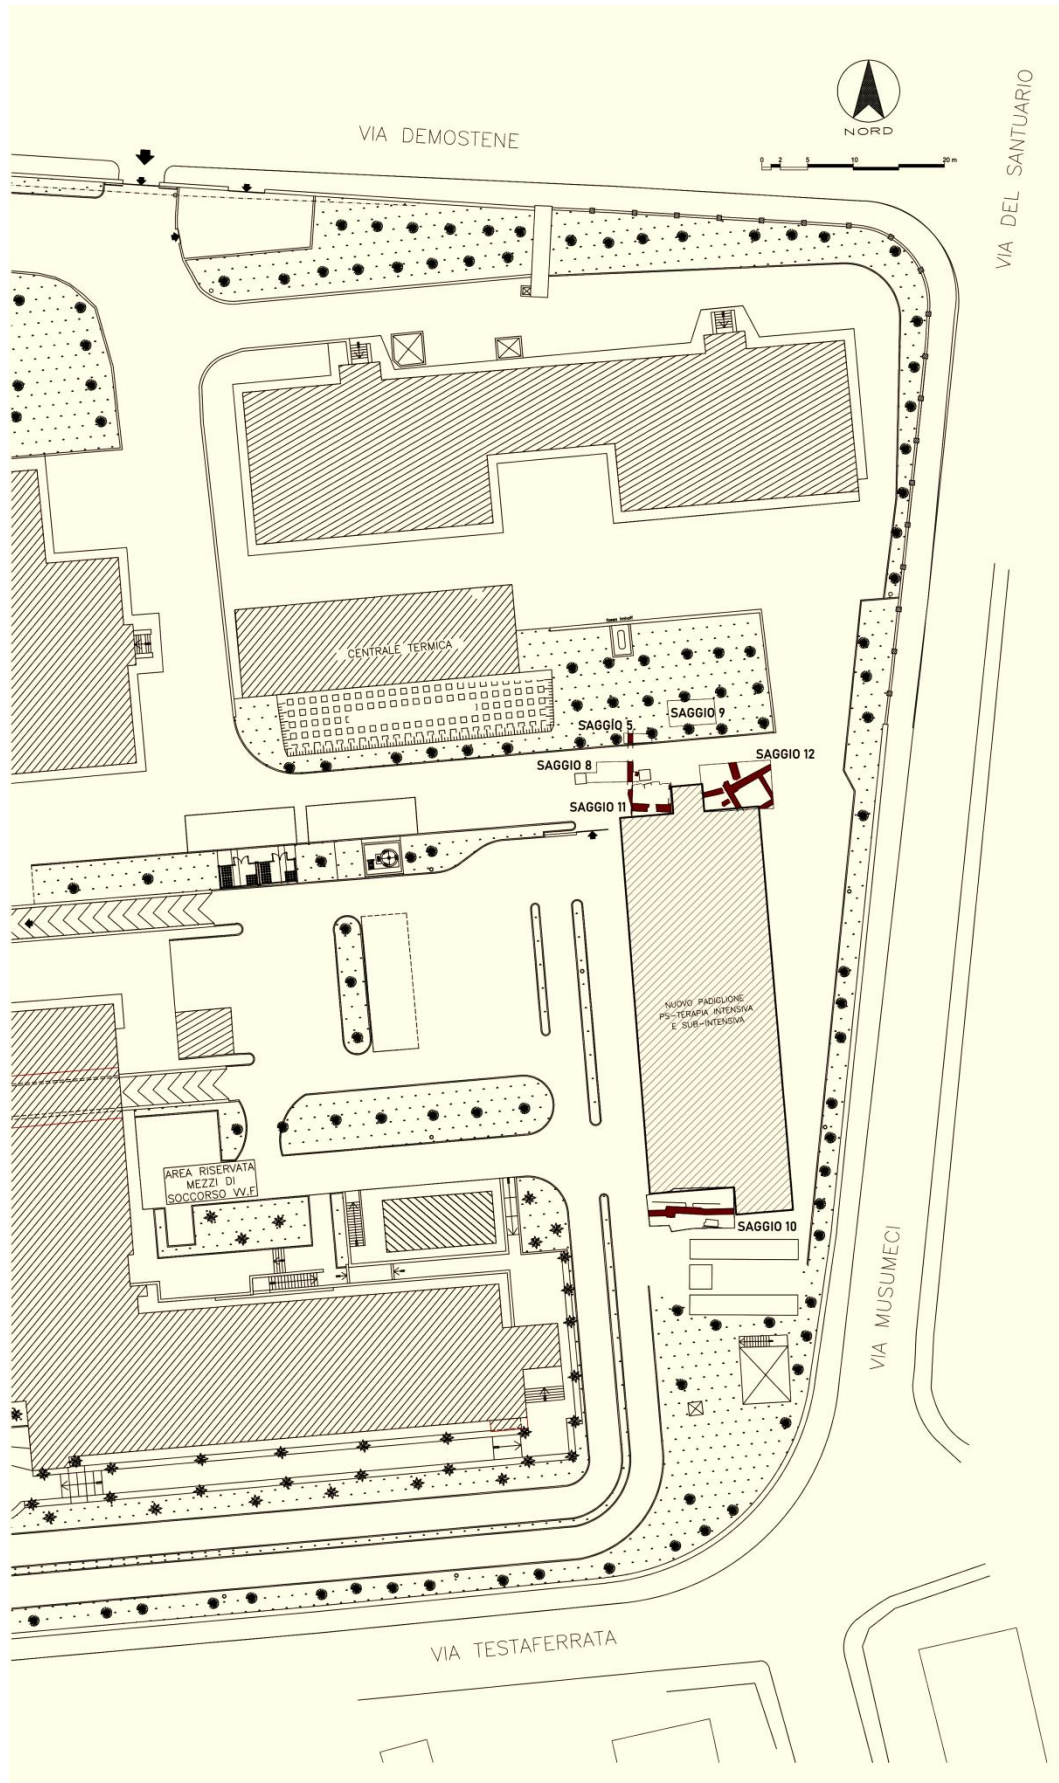 VIA DEMOSTENE
NORD
VIA DEL SANTUARIO
0 2 5 10 20 m
CENTRALE TERMICA
SAGGIO 9
SAGGIO 5
SAGGIO 8
SAGGIO 12
SAGGIO 11
NUOVO PADIGLIONE
PS-TERAPIA INTENSIVA
E SUB-INTENSIVA
AREA RISERVATA
MEZZI DI
SOCCORSO VV.F
SAGGIO 10
VIA MUSUMECI
VIA TESTAFERRATA